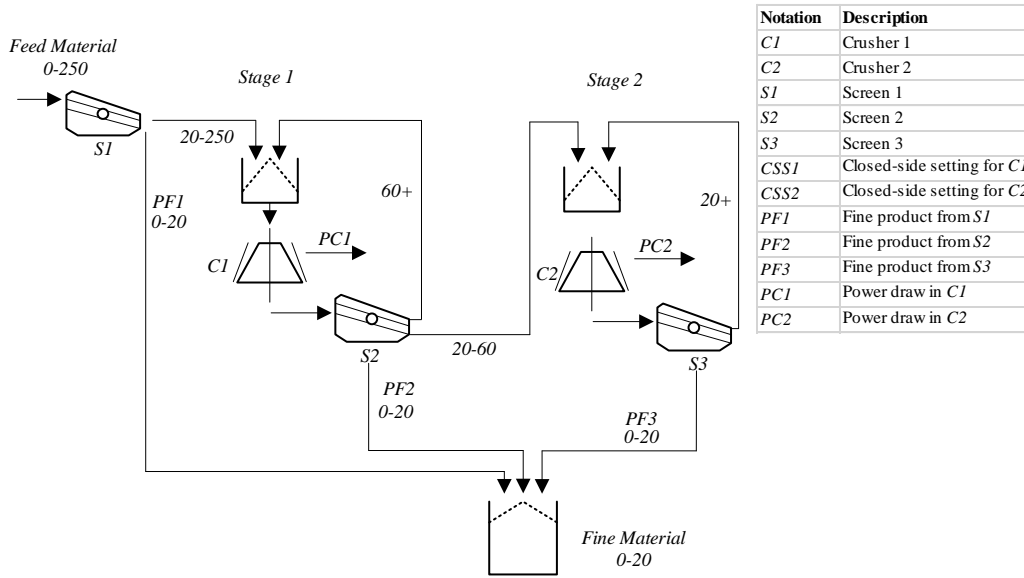 Feed Material
0-250
S1
20-250
PF1
0-20
Stage 1
60+
C1
PC1
S2
20-60
PF2
0-20
Stage 2
20+
C2
PC2
S3
PF3
0-20
Fine Material
0-20
Notation Description
C1 Crusher 1
C2 Crusher 2
S1 Screen 1
S2 Screen 2
S3 Screen 3
CSS1 Closed-side setting for C1
CSS2 Closed-side setting for C2
PF1 Fine product from S1
PF2 Fine product from S2
PF3 Fine product from S3
PC1 Power draw in C1
PC2 Power draw in C2